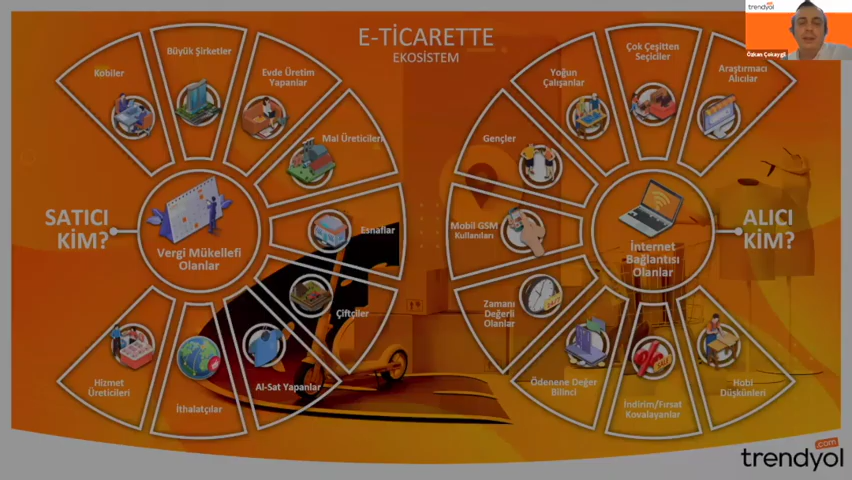 E-TİCARETTE
EKOSİSTEM
SATICI
KİM?
Vergi Mükellefi
Olanlar
Kobiler
Büyük Şirketler
Evde Üretim
Yapanlar
Mal Üreticileri
Esnaflar
Çiftçiler
Al-Sat Yapanlar
İthalatçılar
Hizmet
Üreticileri
ALICI
KİM?
İnternet
Bağlantısı
Olanlar
Araştırmacı
Alıcılar
Çok Çeşitten
Seçiciler
Yoğun
Çalışanlar
Gençler
Mobil GSM
Kullanıları
Zamanı
Değerli
Olanlar
Ödenene Değer
Bilinci
İndirim/Fırsat
Kovalayanlar
Hobi
Düşkünleri
trendyol
Özkan Çokaygil
trendyol
.com